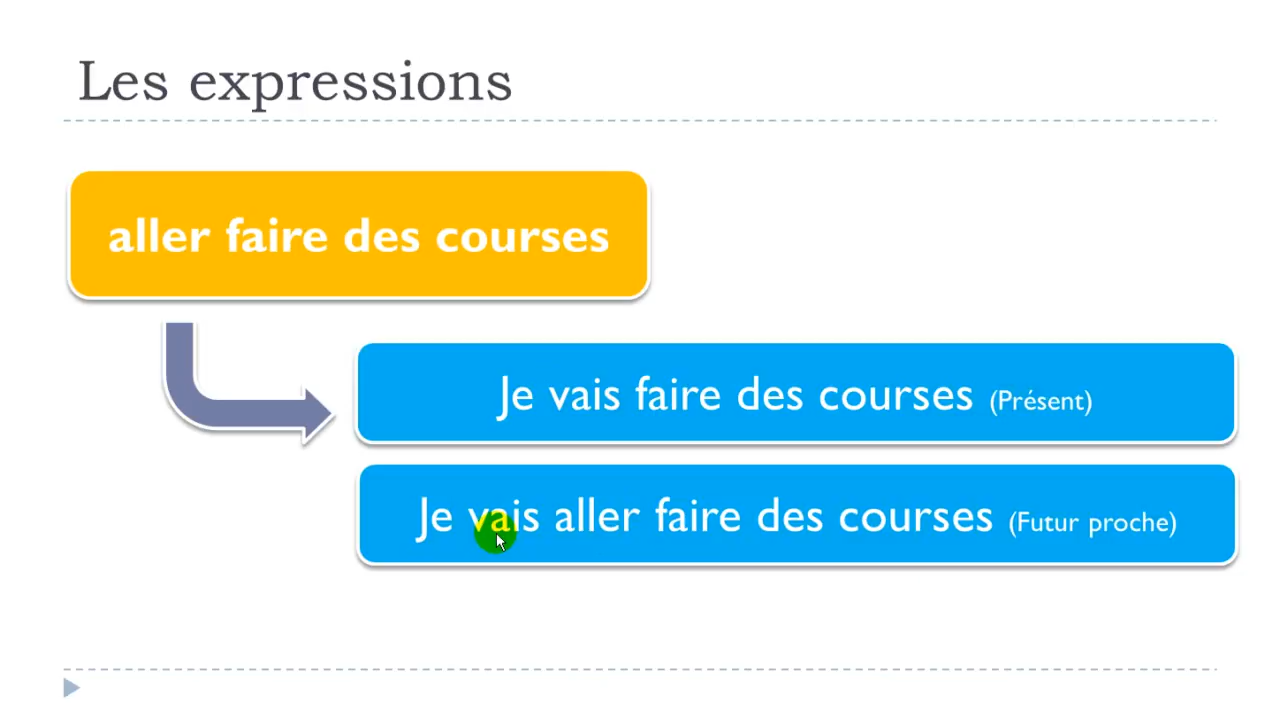 Les expressions
aller faire des courses
Je vais faire des courses (Présent)
Je vais aller faire des courses (Futur proche)